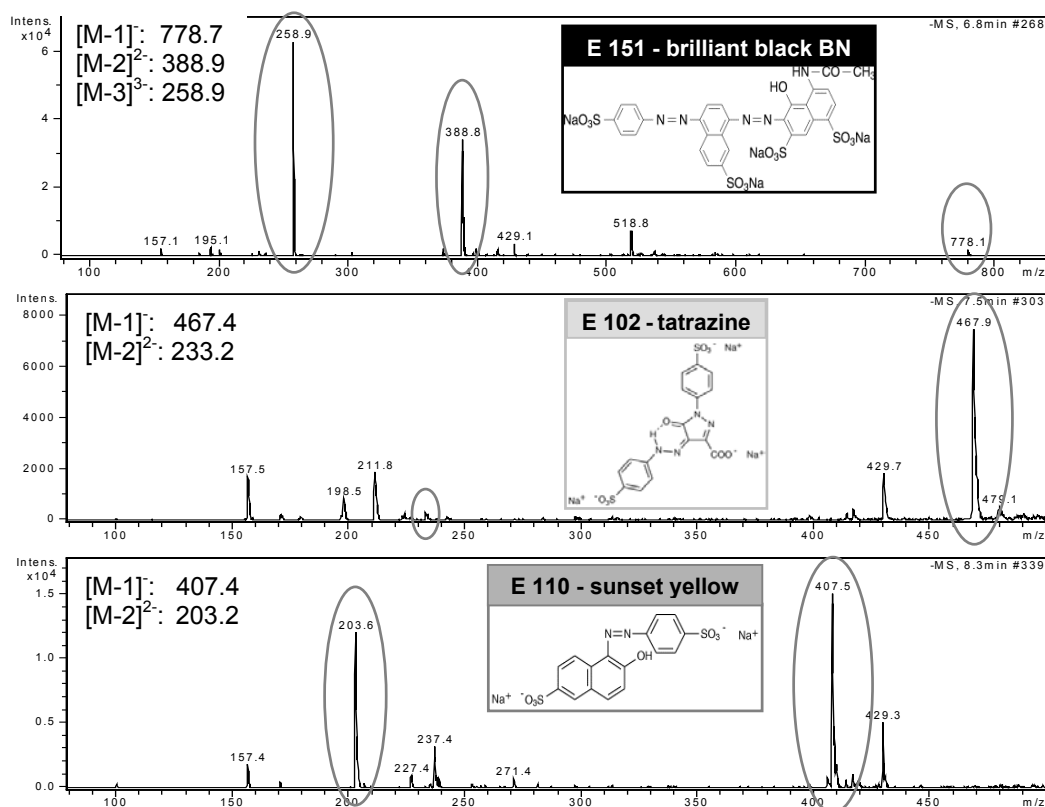 Intens.
x10⁴
-MS, 6.8min #268
[M-1]⁻: 778.7
[M-2]²⁻: 388.9
[M-3]³⁻: 258.9
258.9
E 151 - brilliant black BN
HN—CO—CH₃
HO
NaO₃S
N=N
N=N
SO₃Na
NaO₃S
SO₃Na
6
4
2
0
388.8
157.1
195.1
429.1
518.8
778.1
100
200
300
400
500
600
700
800
m/z
Intens.
-MS, 7.5min #303
[M-1]⁻: 467.4
[M-2]²⁻: 233.2
E 102 - tatrazine
467.9
SO₃⁻ Na⁺
O
N
N
H
N
N
COO⁻ Na⁺
Na⁺ ⁻O₃S
8000
6000
4000
2000
0
157.5
198.5
211.8
429.7
479.1
100
150
200
250
300
350
400
450
m/z
Intens.
x10⁴
-MS, 8.3min #339
[M-1]⁻: 407.4
[M-2]²⁻: 203.2
E 110 - sunset yellow
407.5
N=N
SO₃⁻ Na⁺
OH
Na⁺ ⁻O₃S
1.5
1.0
0.5
0.0
203.6
157.4
227.4
237.4
271.4
429.3
100
150
200
250
300
350
400
450
m/z